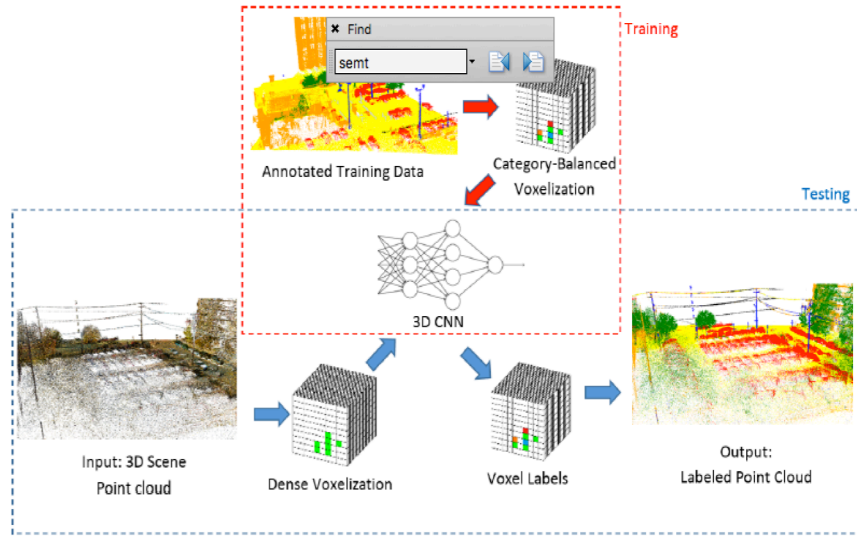 Training
Find
semt
Annotated Training Data
Category-Balanced
Voxelization
Testing
3D CNN
Input: 3D Scene
Point cloud
Dense Voxelization
Voxel Labels
Output:
Labeled Point Cloud